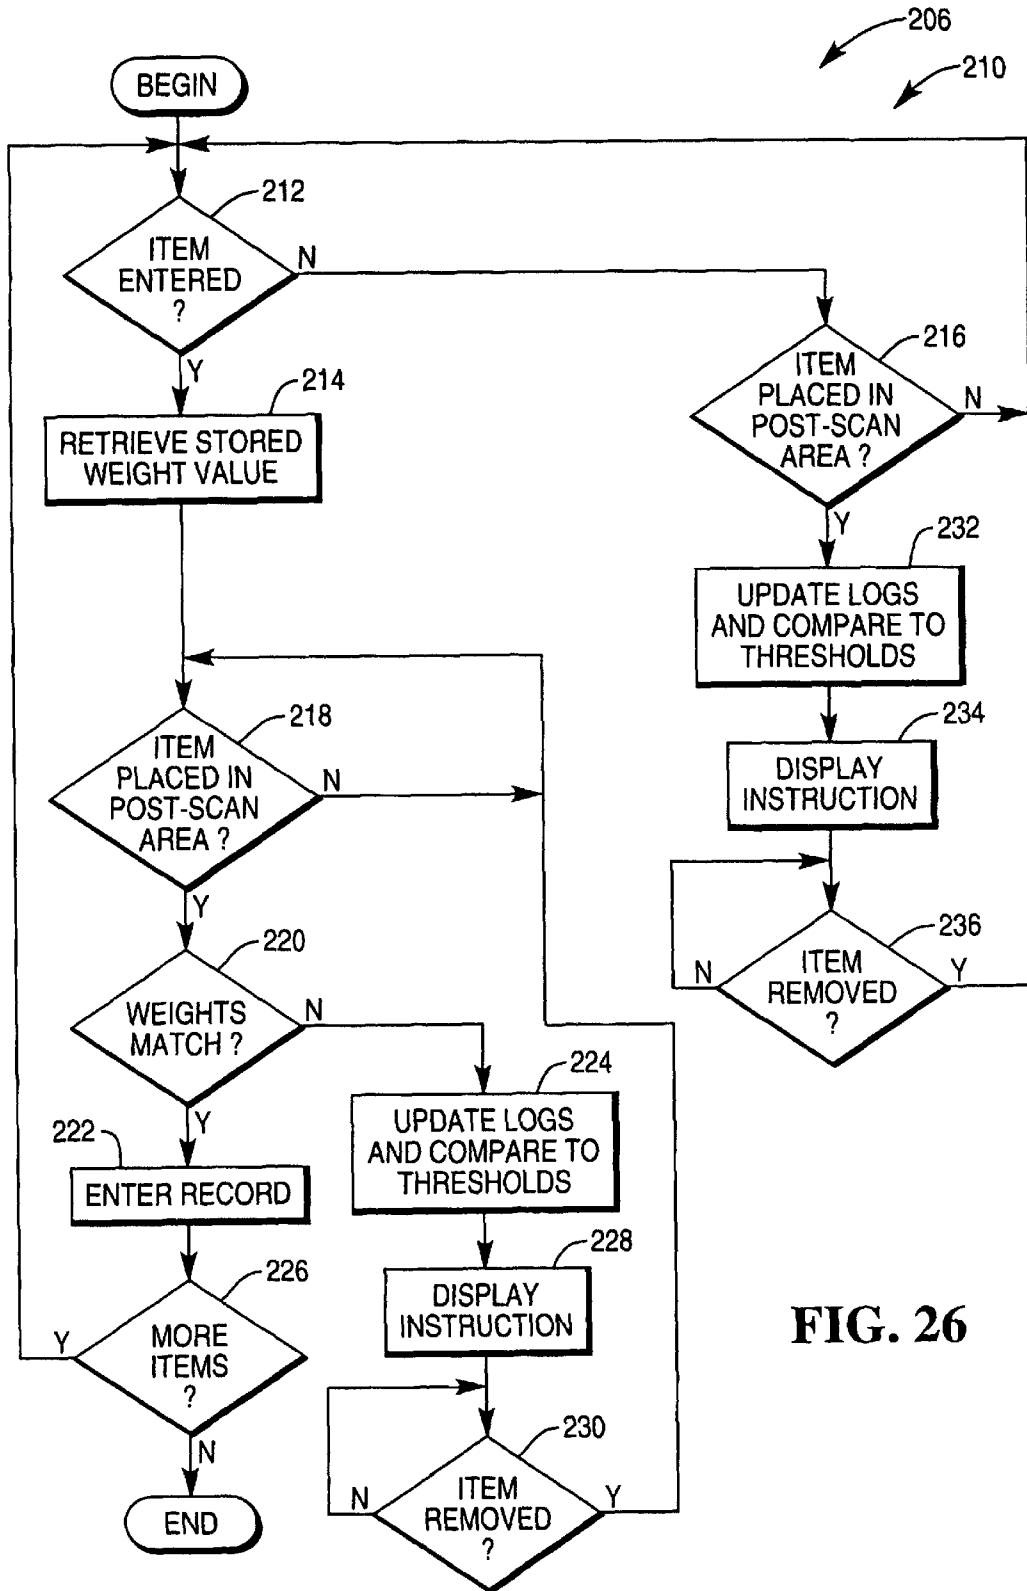 206
210
BEGIN
212
ITEM
ENTERED
?
N
Y
214
RETRIEVE STORED
WEIGHT VALUE
216
ITEM
PLACED IN
POST-SCAN
AREA ?
N
Y
232
UPDATE LOGS
AND COMPARE TO
THRESHOLDS
234
DISPLAY
INSTRUCTION
236
ITEM
REMOVED
?
N
Y
218
ITEM
PLACED IN
POST-SCAN
AREA ?
N
Y
220
WEIGHTS
MATCH ?
N
Y
222
ENTER RECORD
224
UPDATE LOGS
AND COMPARE TO
THRESHOLDS
226
MORE
ITEMS
?
Y
N
END
228
DISPLAY
INSTRUCTION
230
ITEM
REMOVED
?
N
Y
FIG. 26